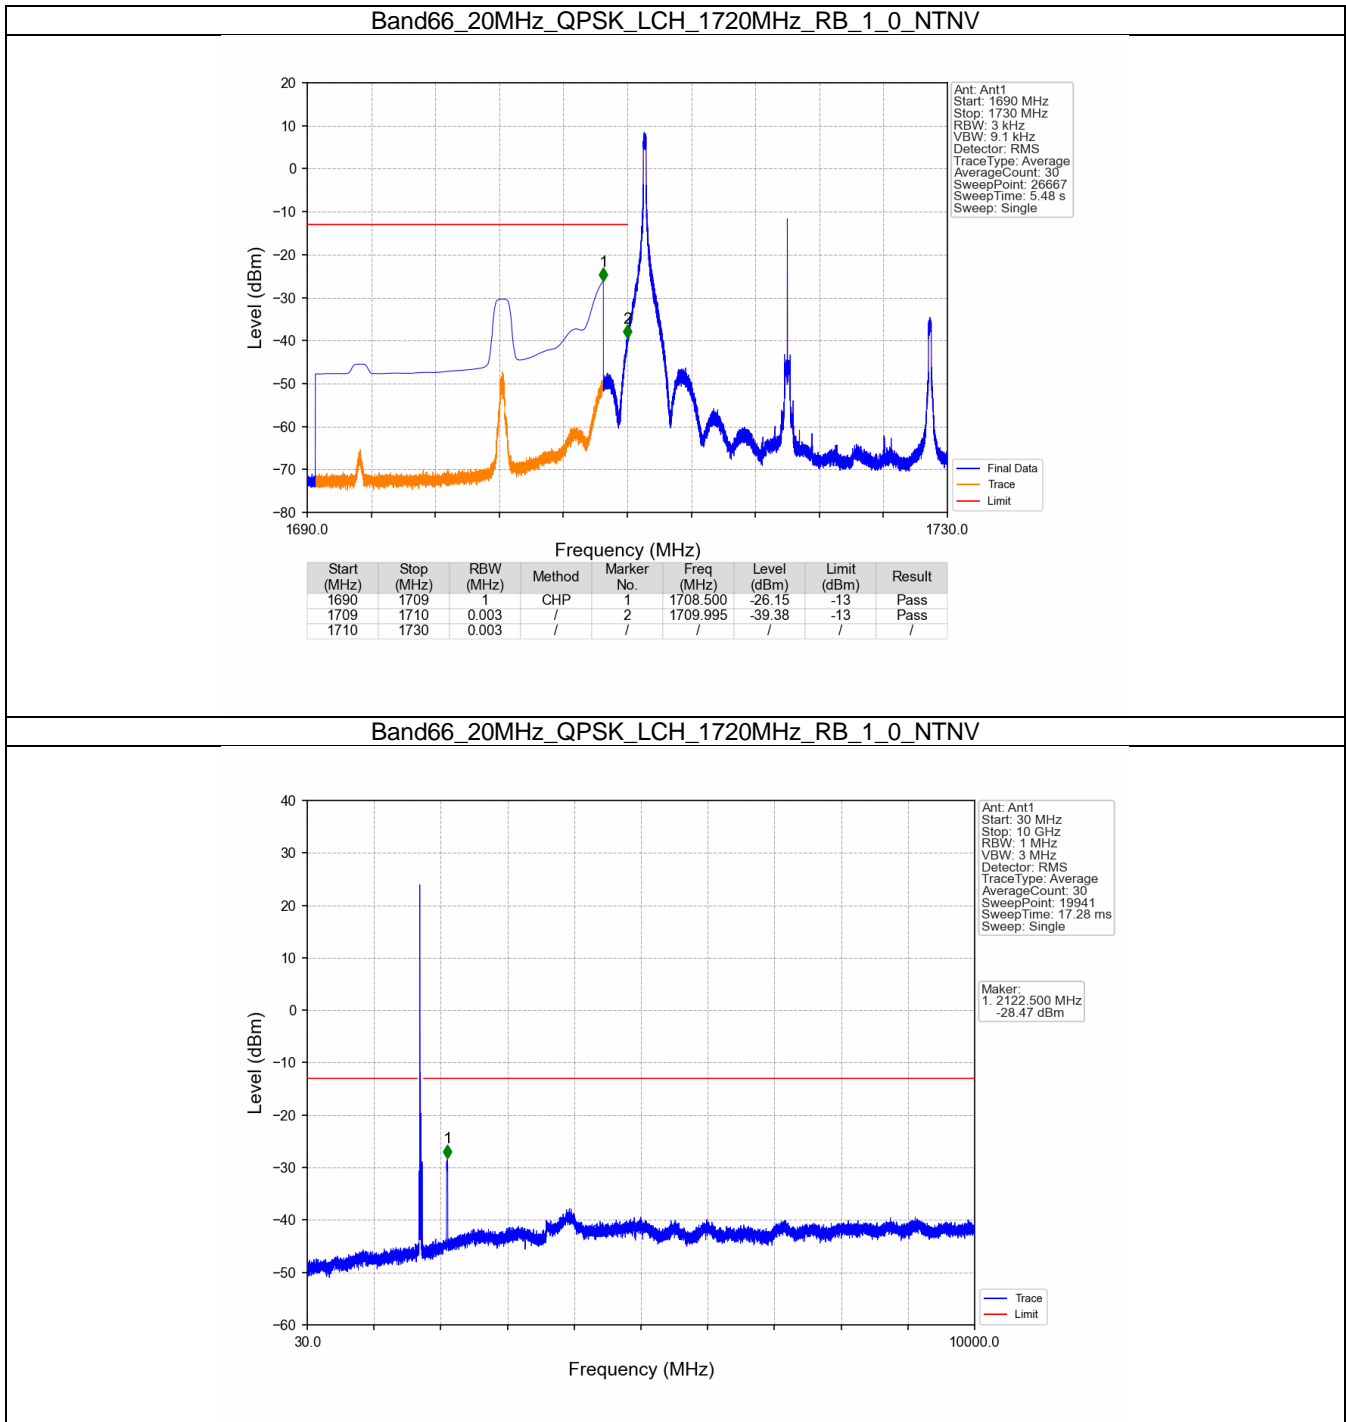 Band66_20MHz_QPSK_LCH_1720MHz_RB_1_0_NTNV
20
10
0
−10
−20
−30
−40
−50
−60
−70
−80
Level (dBm)
1
2
1690.0
1730.0
Frequency (MHz)
Ant: Ant1
Start: 1690 MHz
Stop: 1730 MHz
RBW: 3 kHz
VBW: 9.1 kHz
Detector: RMS
TraceType: Average
AverageCount: 30
SweepPoint: 26667
SweepTime: 5.48 s
Sweep: Single
Final Data
Trace
Limit
Start (MHz) Stop (MHz) RBW (MHz) Method Marker No. Freq (MHz) Level (dBm) Limit (dBm) Result
1690 1709 1 CHP 1 1708.500 -26.15 -13 Pass
1709 1710 0.003 / 2 1709.995 -39.38 -13 Pass
1710 1730 0.003 / / / / / /
Band66_20MHz_QPSK_LCH_1720MHz_RB_1_0_NTNV
40
30
20
10
0
−10
−20
−30
−40
−50
−60
Level (dBm)
1
30.0
10000.0
Frequency (MHz)
Ant: Ant1
Start: 30 MHz
Stop: 10 GHz
RBW: 1 MHz
VBW: 3 MHz
Detector: RMS
TraceType: Average
AverageCount: 30
SweepPoint: 19941
SweepTime: 17.28 ms
Sweep: Single
Maker:
1. 2122.500 MHz
-28.47 dBm
Trace
Limit